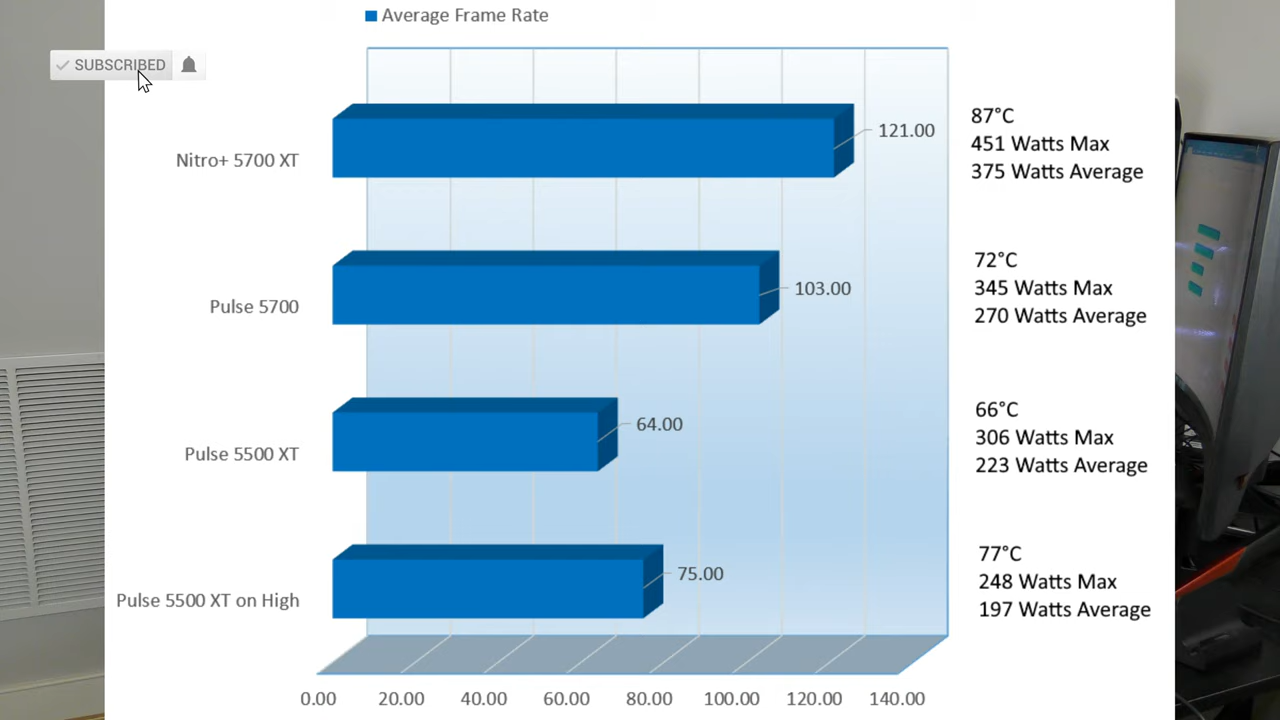 Average Frame Rate
SUBSCRIBED
Nitro+ 5700 XT
121.00
87°C
451 Watts Max
375 Watts Average
Pulse 5700
103.00
72°C
345 Watts Max
270 Watts Average
Pulse 5500 XT
64.00
66°C
306 Watts Max
223 Watts Average
Pulse 5500 XT on High
75.00
77°C
248 Watts Max
197 Watts Average
0.00 20.00 40.00 60.00 80.00 100.00 120.00 140.00